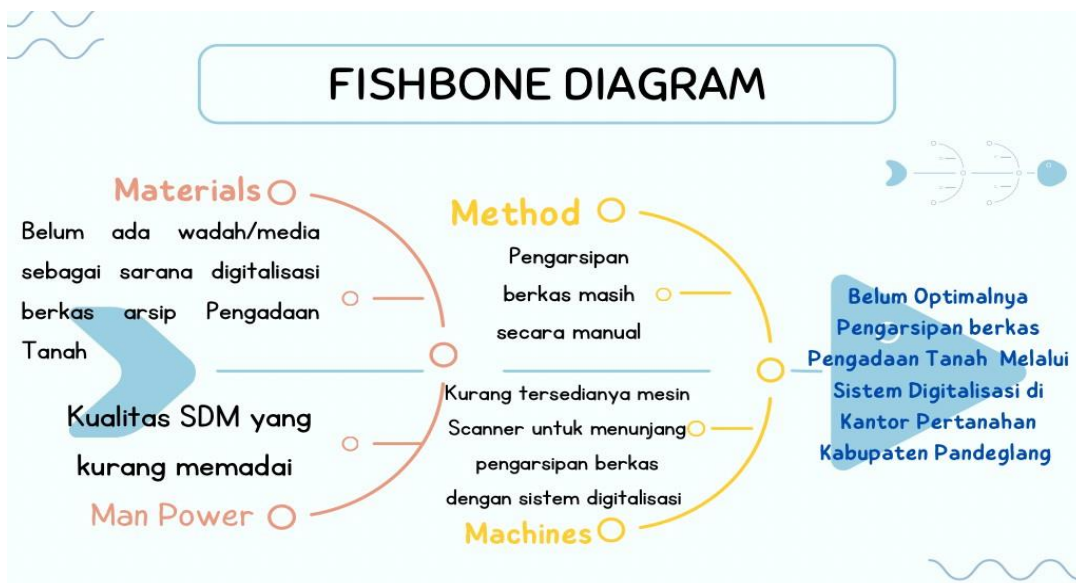 FISHBONE DIAGRAM
Materials
Belum ada wadah/media
sebagai sarana digitalisasi
berkas arsip Pengadaan
Tanah
Kualitas SDM yang
kurang memadai
Man Power
Method
Pengarsipan
berkas masih
secara manual
Kurang tersedianya mesin
Scanner untuk menunjang
pengarsipan berkas
dengan sistem digitalisasi
Machines
Belum Optimalnya
Pengarsipan berkas
Pengadaan Tanah Melalui
Sistem Digitalisasi di
Kantor Pertanahan
Kabupaten Pandeglang